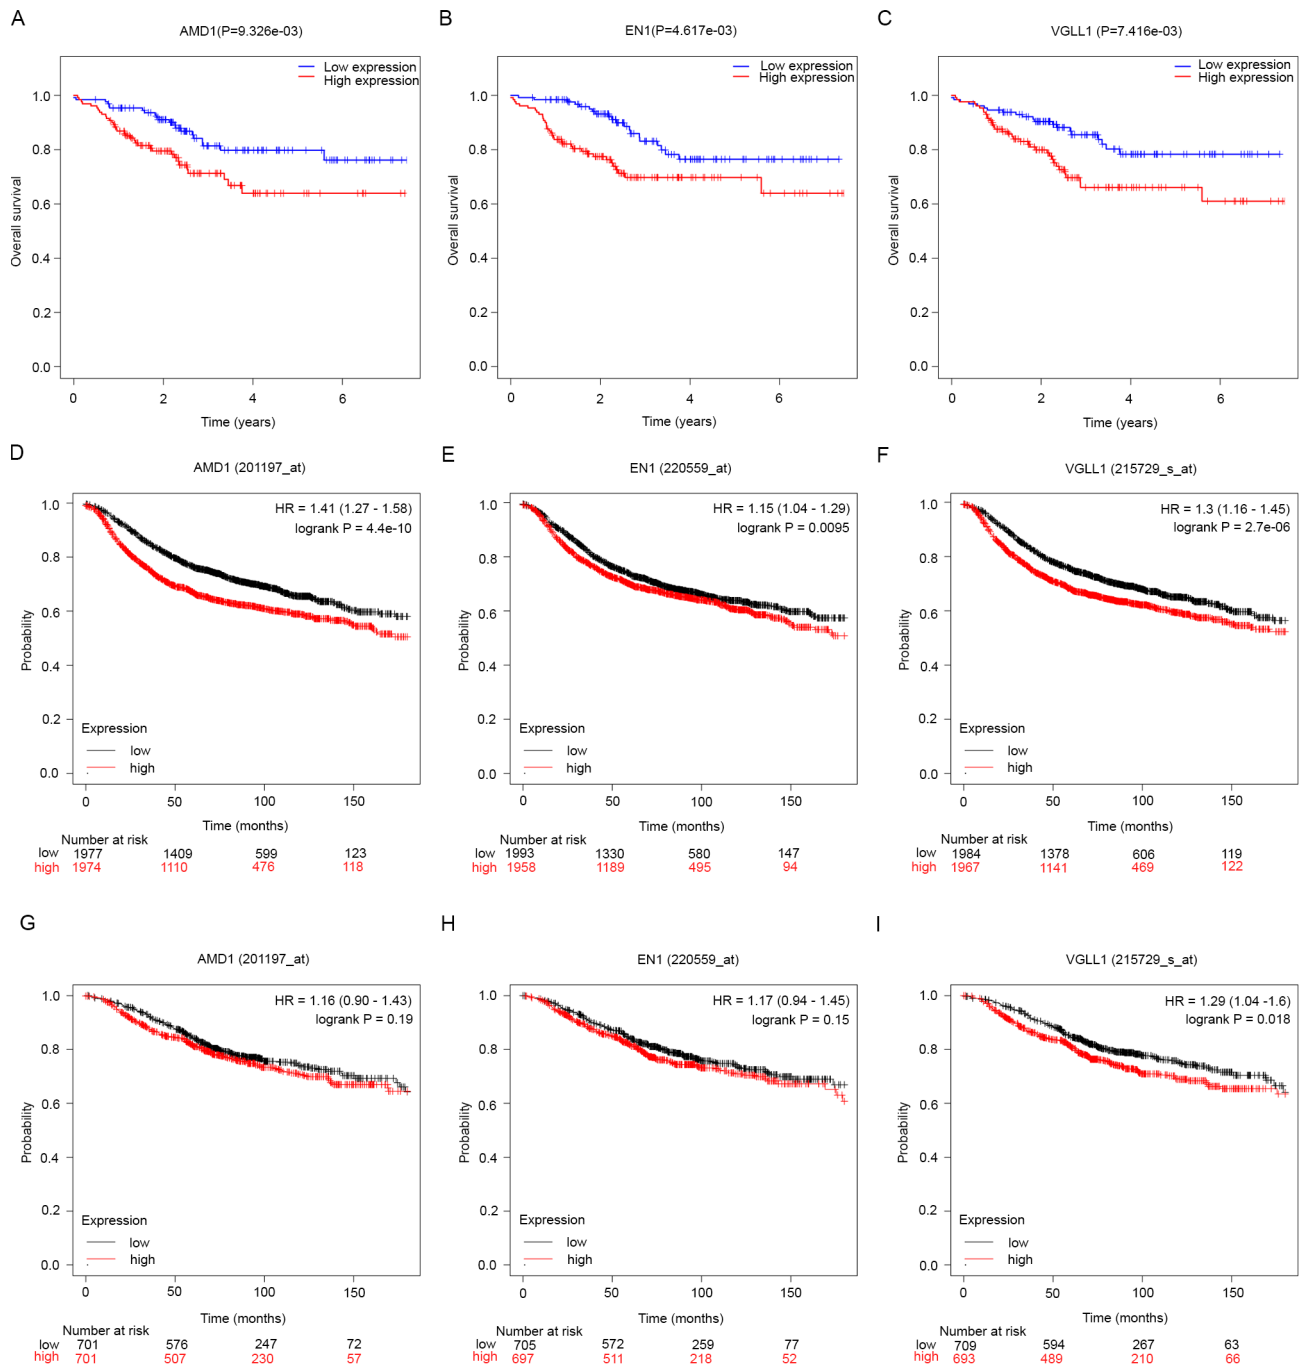 A
AMD1(P=9.326e-03)
Low expression
High expression
1.0
0.8
0.6
0.4
0.2
0.0
Overall survival
0 2 4 6
Time (years)
B
EN1(P=4.617e-03)
Low expression
High expression
1.0
0.8
0.6
0.4
0.2
0.0
Overall survival
0 2 4 6
Time (years)
C
VGLL1 (P=7.416e-03)
Low expression
High expression
1.0
0.8
0.6
0.4
0.2
0.0
Overall survival
0 2 4 6
Time (years)
D
AMD1 (201197_at)
HR = 1.41 (1.27 - 1.58)
logrank P = 4.4e-10
1.0
0.8
0.6
0.4
0.2
0.0
Probability
Expression
low
high
0 50 100 150
Time (months)
Number at risk
low 1977 1409 599 123
high 1974 1110 476 118
E
EN1 (220559_at)
HR = 1.15 (1.04 - 1.29)
logrank P = 0.0095
1.0
0.8
0.6
0.4
0.2
0.0
Probability
Expression
low
high
0 50 100 150
Time (months)
Number at risk
low 1993 1330 580 147
high 1958 1189 495 94
F
VGLL1 (215729_s_at)
HR = 1.3 (1.16 - 1.45)
logrank P = 2.7e-06
1.0
0.8
0.6
0.4
0.2
0.0
Probability
Expression
low
high
0 50 100 150
Time (months)
Number at risk
low 1984 1378 606 119
high 1967 1141 469 122
G
AMD1 (201197_at)
HR = 1.16 (0.90 - 1.43)
logrank P = 0.19
1.0
0.8
0.6
0.4
0.2
0.0
Probability
Expression
low
high
0 50 100 150
Time (months)
Number at risk
low 701 576 247 72
high 701 507 230 57
H
EN1 (220559_at)
HR = 1.17 (0.94 - 1.45)
logrank P = 0.15
1.0
0.8
0.6
0.4
0.2
0.0
Probability
Expression
low
high
0 50 100 150
Time (months)
Number at risk
low 705 572 259 77
high 697 511 218 52
I
VGLL1 (215729_s_at)
HR = 1.29 (1.04 -1.6)
logrank P = 0.018
1.0
0.8
0.6
0.4
0.2
0.0
Probability
Expression
low
high
0 50 100 150
Time (months)
Number at risk
low 709 594 267 63
high 693 489 210 66